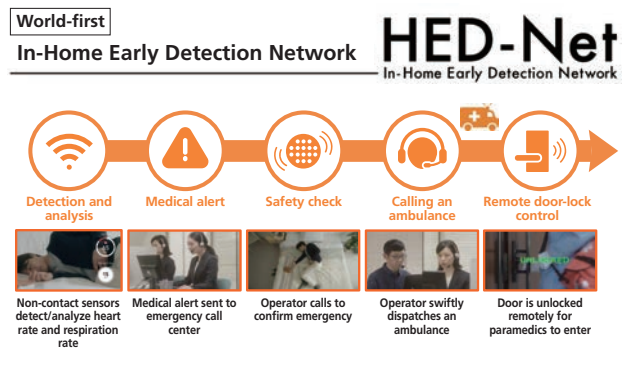 World-first
In-Home Early Detection Network
HED-Net
In-Home Early Detection Network
Detection and
analysis
Medical alert
Safety check
Calling an
ambulance
Remote door-lock
control
UNLOCKED
Non-contact sensors
detect/analyze heart
rate and respiration
rate
Medical alert sent to
emergency call
center
Operator calls to
confirm emergency
Operator swiftly
dispatches an
ambulance
Door is unlocked
remotely for
paramedics to enter